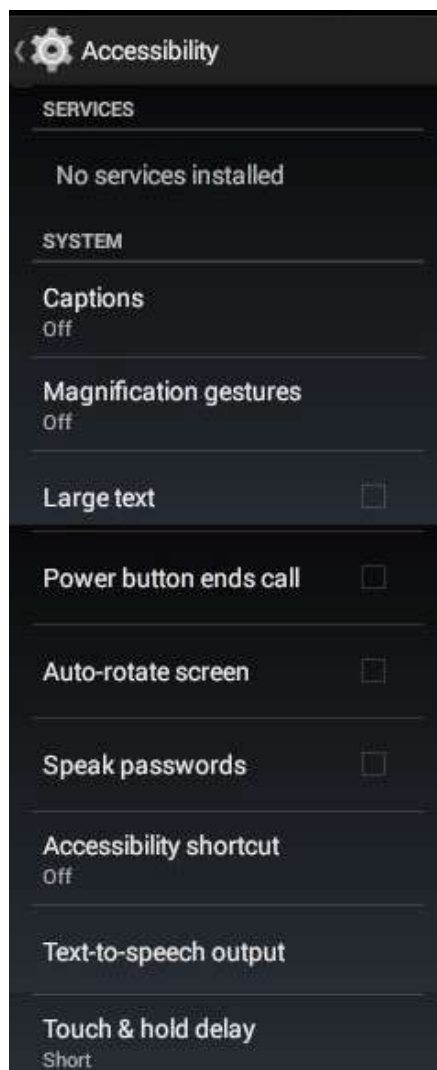 Accessibility
SERVICES
No services installed
SYSTEM
Captions
Off
Magnification gestures
Off
Large text
Power button ends call
Auto-rotate screen
Speak passwords
Accessibility shortcut
Off
Text-to-speech output
Touch & hold delay
Short